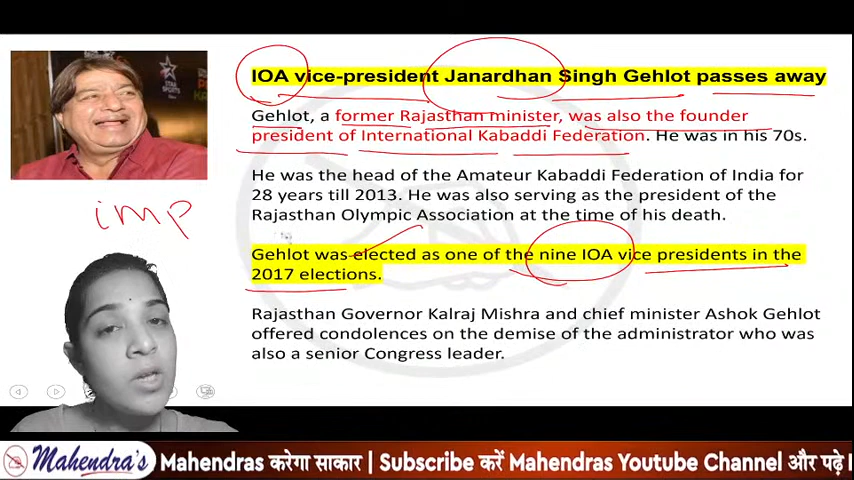 IOA vice-president Janardhan Singh Gehlot passes away
Gehlot, a former Rajasthan minister, was also the founder
president of International Kabaddi Federation. He was in his 70s.
He was the head of the Amateur Kabaddi Federation of India for
28 years till 2013. He was also serving as the president of the
Rajasthan Olympic Association at the time of his death.
imp
Gehlot was elected as one of the nine IOA vice presidents in the
2017 elections.
Rajasthan Governor Kalraj Mishra and chief minister Ashok Gehlot
offered condolences on the demise of the administrator who was
also a senior Congress leader.
Mahendra's
Mahendras करेगा साकार | Subscribe करें Mahendras Youtube Channel और पढ़े